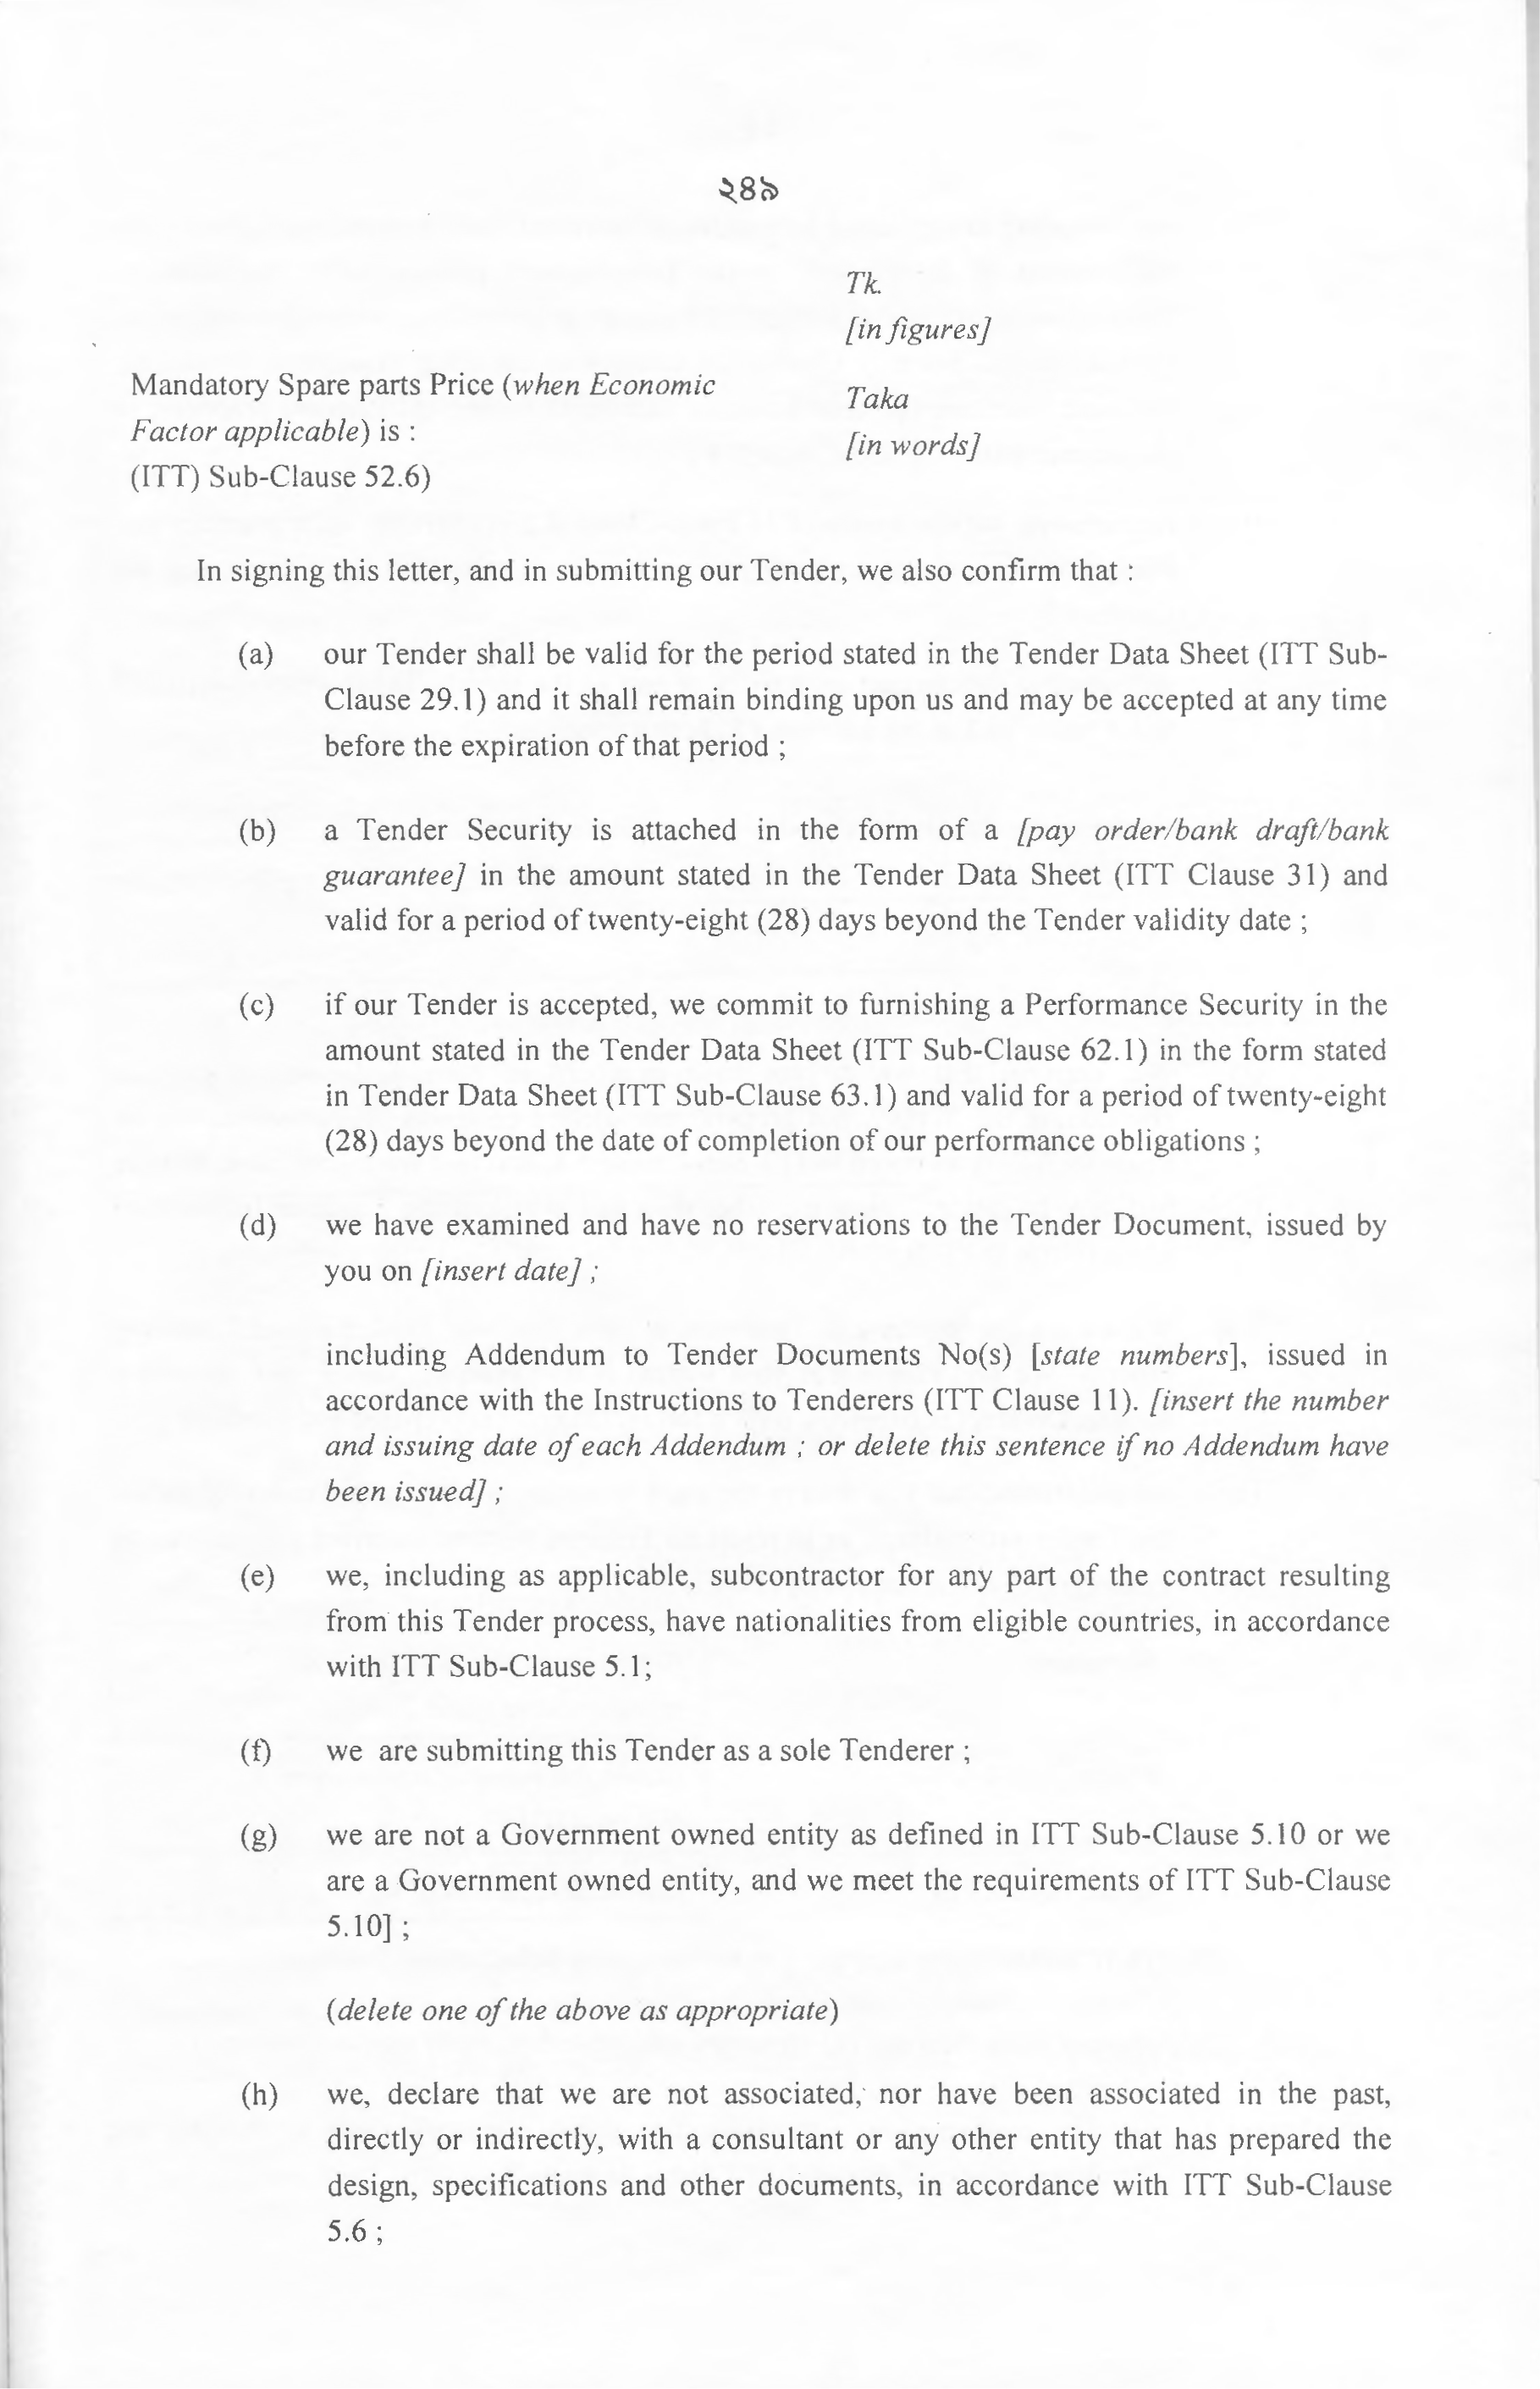 ২৪৯
Tk.
[in figures]
Mandatory Spare parts Price (when Economic
Factor applicable) is :
(ITT) Sub-Clause 52.6)
Taka
[in words]
In signing this letter, and in submitting our Tender, we also confirm that :
(a) our Tender shall be valid for the period stated in the Tender Data Sheet (ITT Sub-
Clause 29.1) and it shall remain binding upon us and may be accepted at any time
before the expiration of that period ;
(b) a Tender Security is attached in the form of a [pay order/bank draft/bank
guarantee] in the amount stated in the Tender Data Sheet (ITT Clause 31) and
valid for a period of twenty-eight (28) days beyond the Tender validity date ;
(c) if our Tender is accepted, we commit to furnishing a Performance Security in the
amount stated in the Tender Data Sheet (ITT Sub-Clause 62.1) in the form stated
in Tender Data Sheet (ITT Sub-Clause 63.1) and valid for a period of twenty-eight
(28) days beyond the date of completion of our performance obligations ;
(d) we have examined and have no reservations to the Tender Document, issued by
you on [insert date] ;
including Addendum to Tender Documents No(s) [state numbers], issued in
accordance with the Instructions to Tenderers (ITT Clause 11). [insert the number
and issuing date of each Addendum ; or delete this sentence if no Addendum have
been issued] ;
(e) we, including as applicable, subcontractor for any part of the contract resulting
from this Tender process, have nationalities from eligible countries, in accordance
with ITT Sub-Clause 5.1;
(f) we are submitting this Tender as a sole Tenderer ;
(g) we are not a Government owned entity as defined in ITT Sub-Clause 5.10 or we
are a Government owned entity, and we meet the requirements of ITT Sub-Clause
5.10] ;
(delete one of the above as appropriate)
(h) we, declare that we are not associated, nor have been associated in the past,
directly or indirectly, with a consultant or any other entity that has prepared the
design, specifications and other documents, in accordance with ITT Sub-Clause
5.6 ;